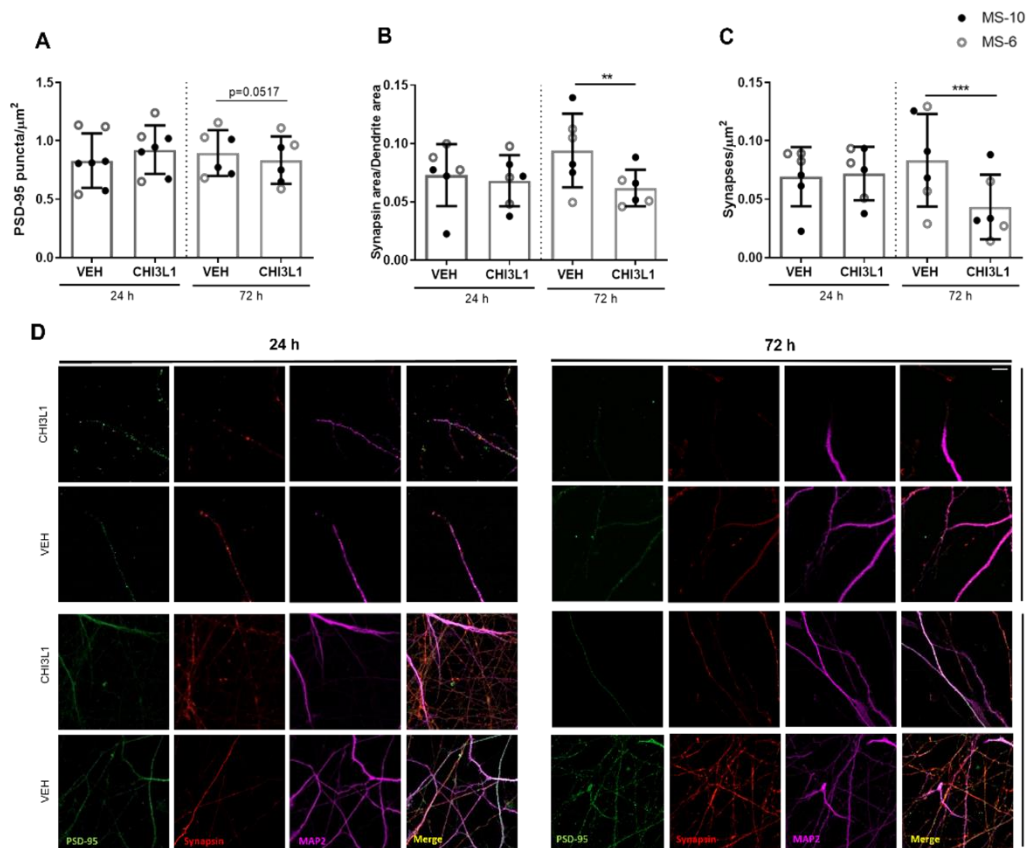 MS-10
MS-6
A
PSD-95 puncta/μm²
1.5
1.0
0.5
0.0
p=0.0517
VEH CHI3L1 VEH CHI3L1
24 h 72 h
B
Synapsin area/Dendrite area
0.15
0.10
0.05
0.00
**
VEH CHI3L1 VEH CHI3L1
24 h 72 h
C
Synapses/μm²
0.15
0.10
0.05
0.00
***
VEH CHI3L1 VEH CHI3L1
24 h 72 h
D
24 h 72 h
CHI3L1
VEH
CHI3L1
VEH
PSD-95 Synapsin MAP2 Merge PSD-95 Synapsin MAP2 Merge